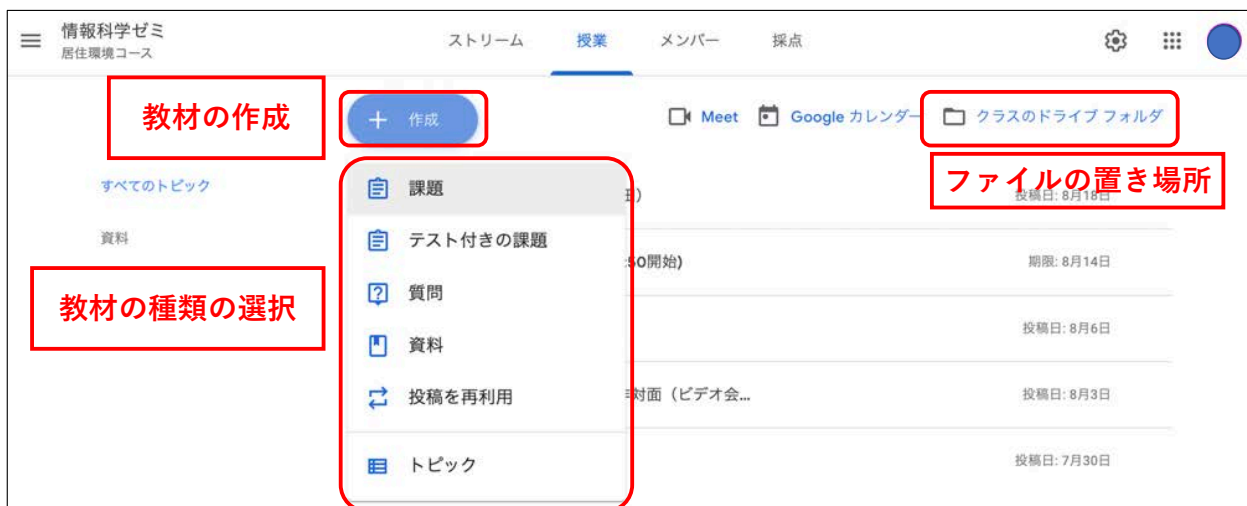 情報科学ゼミ
居住環境コース
ストリーム 授業 メンバー 採点
教材の作成
＋ 作成
Meet Google カレンダー クラスのドライブ フォルダ
ファイルの置き場所
すべてのトピック
資料
教材の種類の選択
課題
テスト付きの課題
質問
資料
投稿を再利用
トピック
) 投稿日: 8月18日
50開始) 期限: 8月14日
投稿日: 8月6日
対面（ビデオ会... 投稿日: 8月3日
投稿日: 7月30日